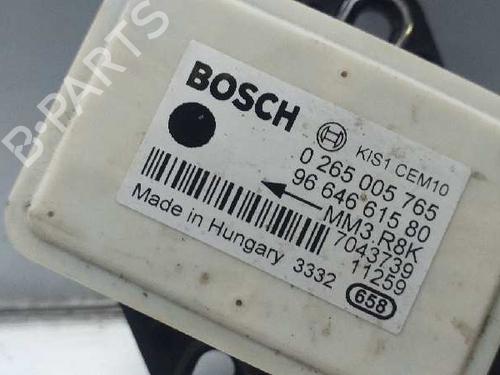 B-PARTS
BOSCH
KIS1 CEM10
0 265 005 765
96 646 615 80
MM3.R8K
7043739
11259
Made in Hungary 3332
658